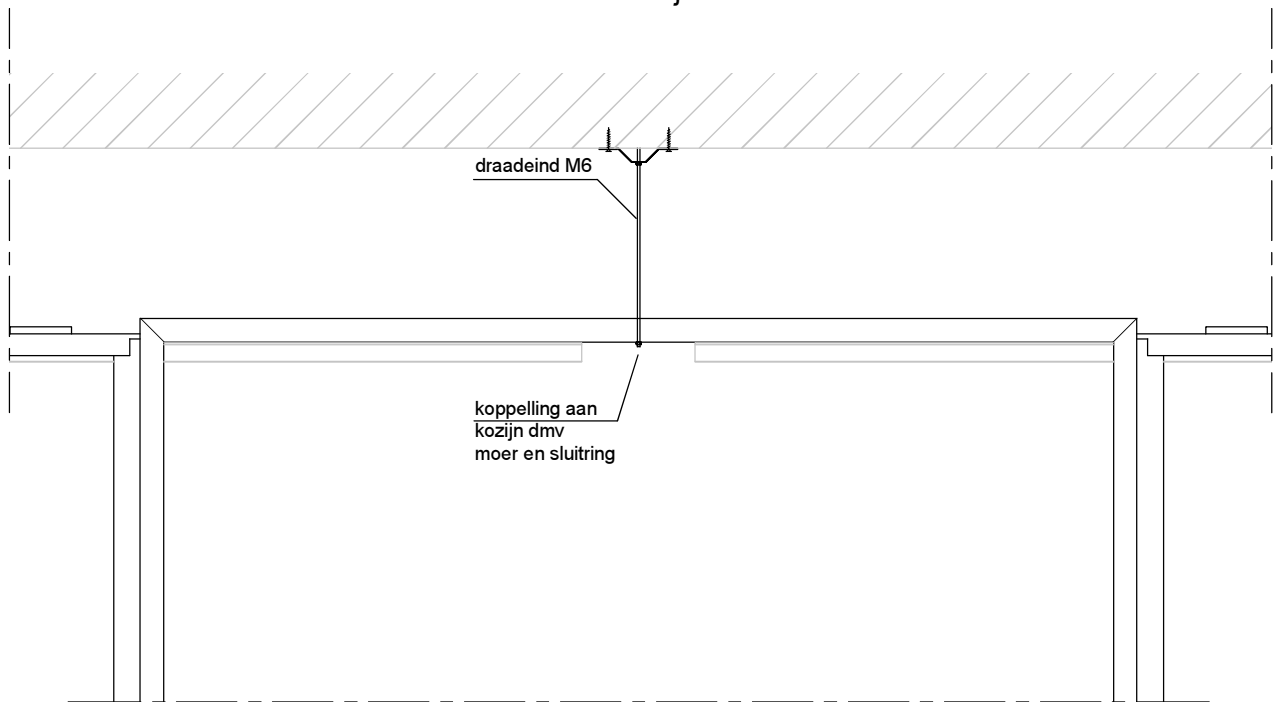 draadeind M6
koppelling aan
kozijn dmv
moer en sluitring